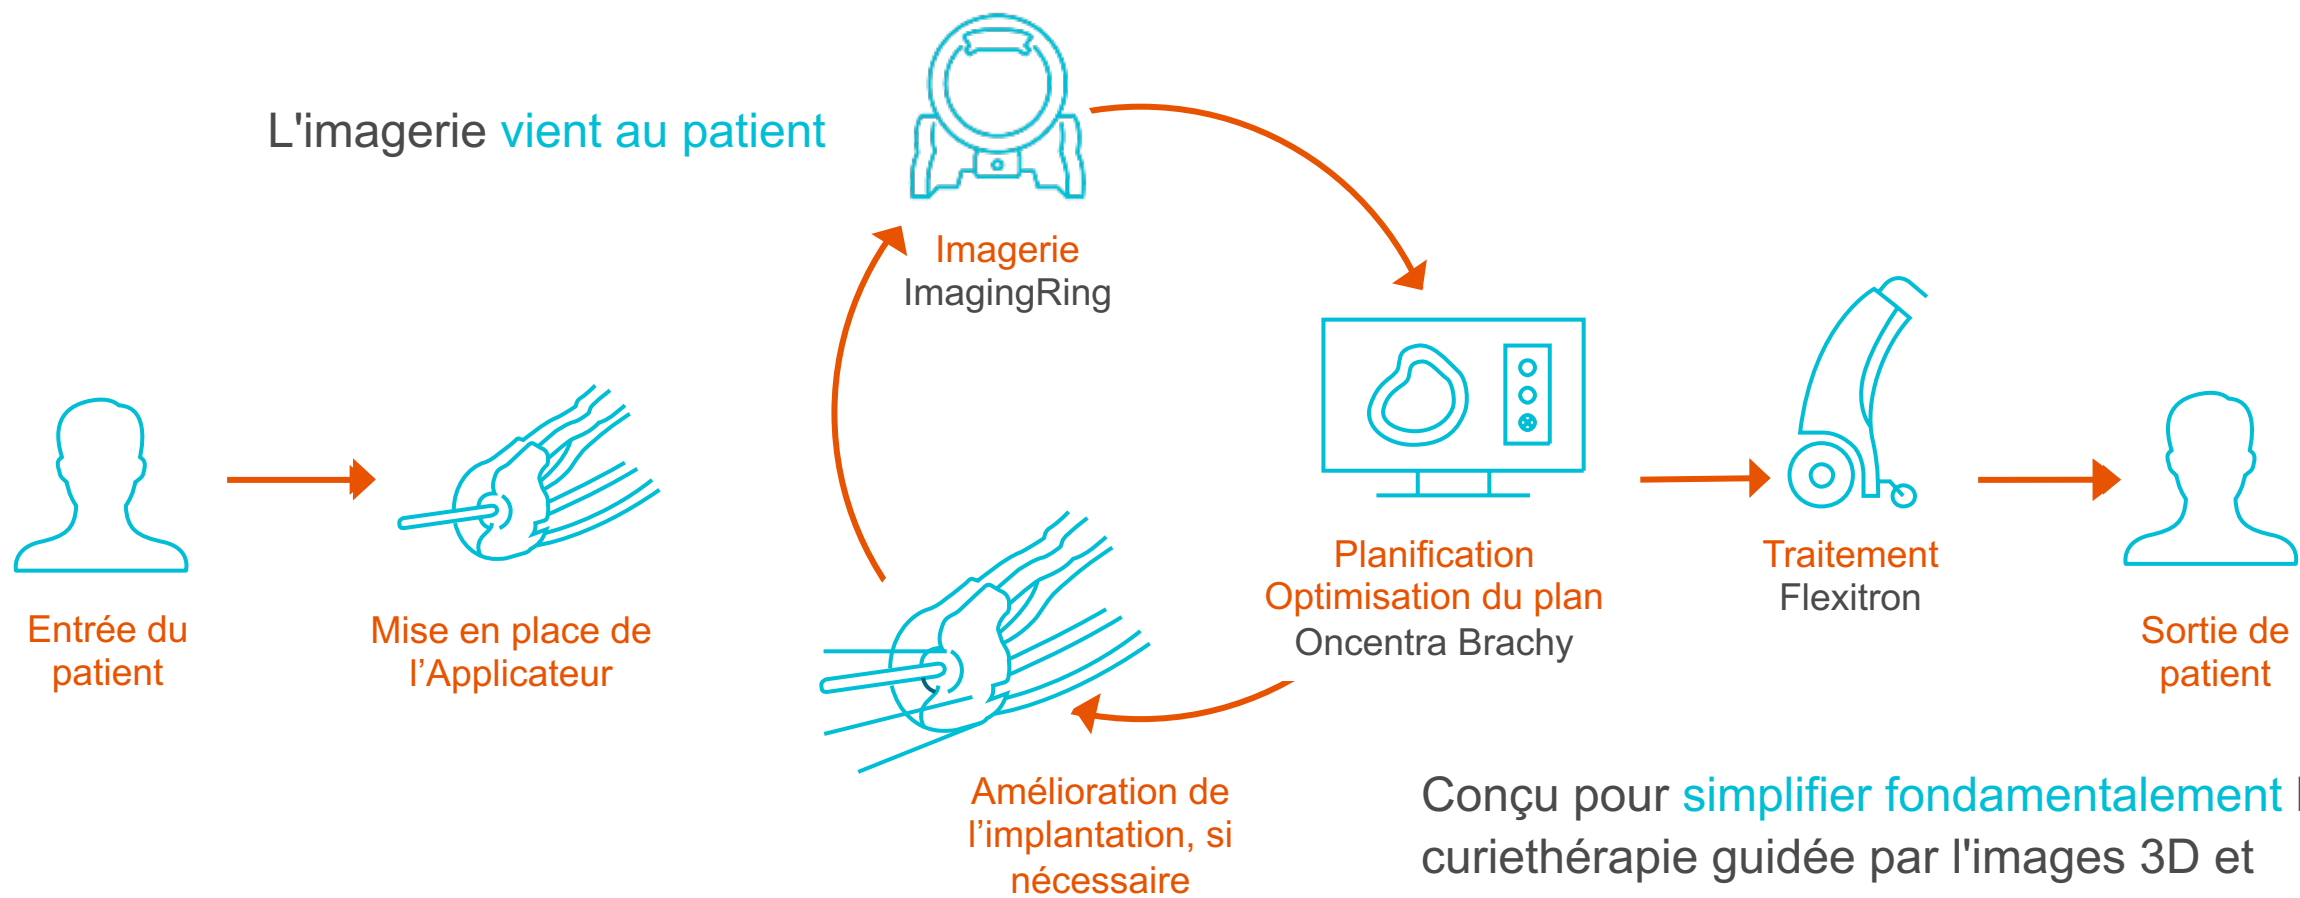 L'imagerie vient au patient
Imagerie
ImagingRing
Entrée du
patient
Mise en place de
l’Applicateur
Planification
Optimisation du plan
Oncentra Brachy
Traitement
Flexitron
Sortie de
patient
Amélioration de
l’implantation, si
nécessaire
Conçu pour simplifier fondamentalement
curiethérapie guidée par l'images 3D et